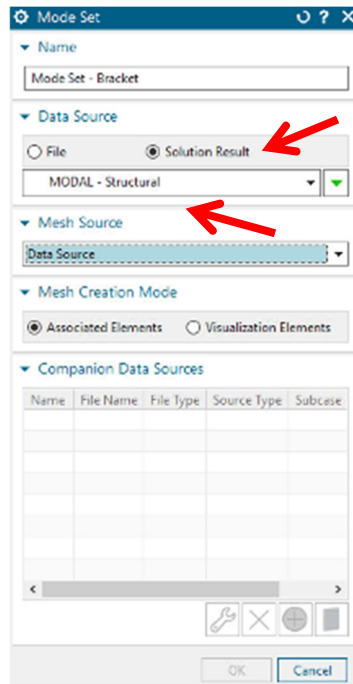 Mode Set
Name
Mode Set - Bracket
Data Source
File Solution Result
MODAL - Structural
Mesh Source
Data Source
Mesh Creation Mode
Associated Elements Visualization Elements
Companion Data Sources
Name File Name File Type Source Type Subcase
OK Cancel